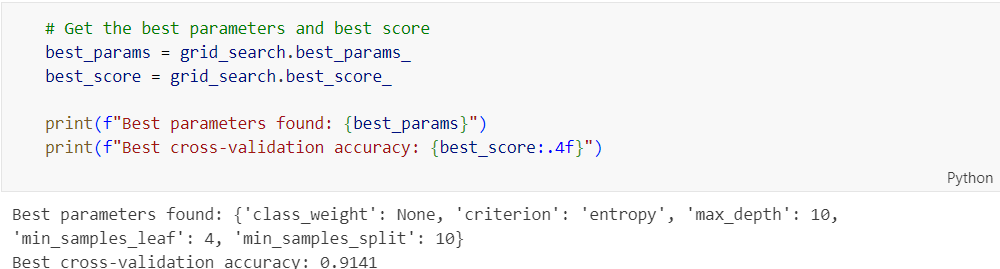 # Get the best parameters and best score
best_params = grid_search.best_params_
best_score = grid_search.best_score_
print(f"Best parameters found: {best_params}")
print(f"Best cross-validation accuracy: {best_score:.4f}")
Python
Best parameters found: {'class_weight': None, 'criterion': 'entropy', 'max_depth': 10,
'min_samples_leaf': 4, 'min_samples_split': 10}
Best cross-validation accuracy: 0.9141